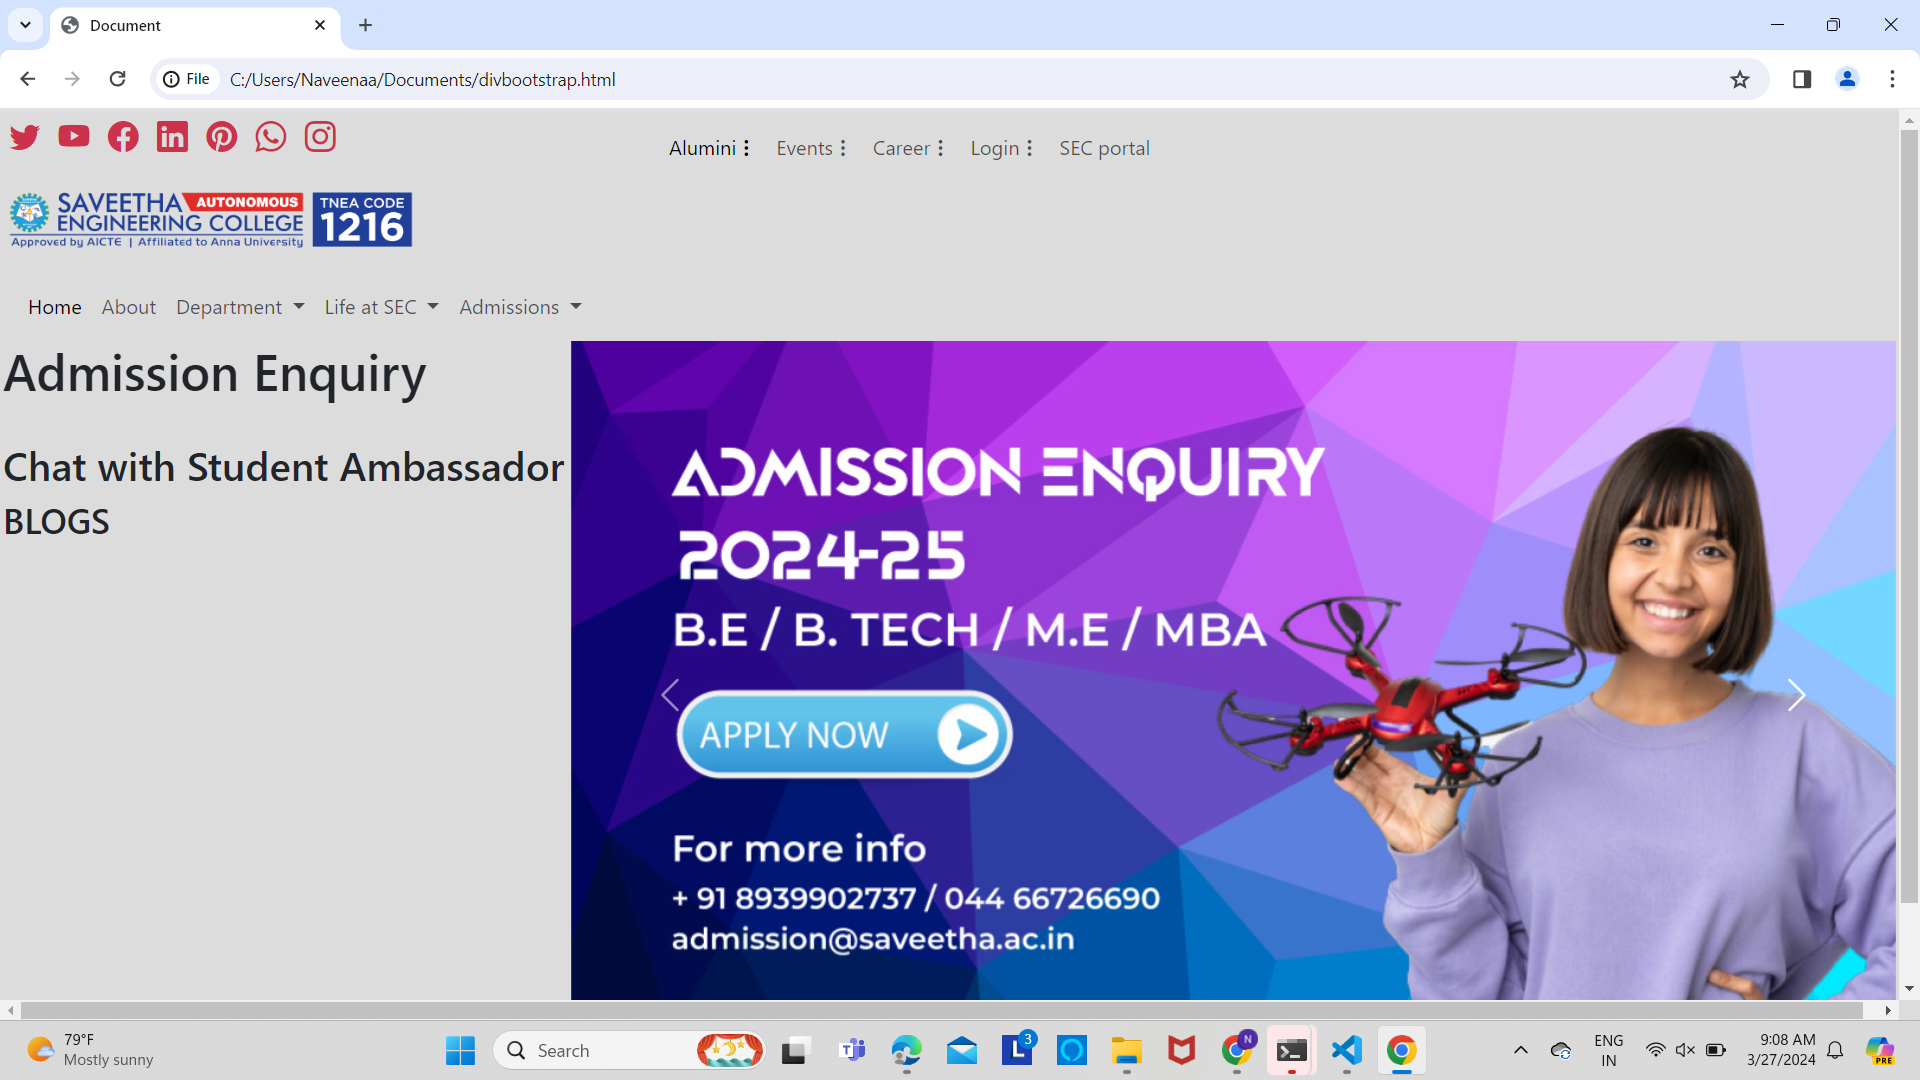 Document
File C:/Users/Naveenaa/Documents/divbootstrap.html
Alumini Events Career Login SEC portal
SAVEETHA AUTONOMOUS
ENGINEERING COLLEGE
Approved by AICTE | Affiliated to Anna University
TNEA CODE
1216
Home About Department Life at SEC Admissions
Admission Enquiry
Chat with Student Ambassador
BLOGS
ADMISSION ENQUIRY
2024-25
B.E / B. TECH / M.E / MBA
APPLY NOW
For more info
+ 91 8939902737 / 044 66726690
admission@saveetha.ac.in
79°F
Mostly sunny
Search
T
L
3
N
PRE
ENG
IN
9:08 AM
3/27/2024